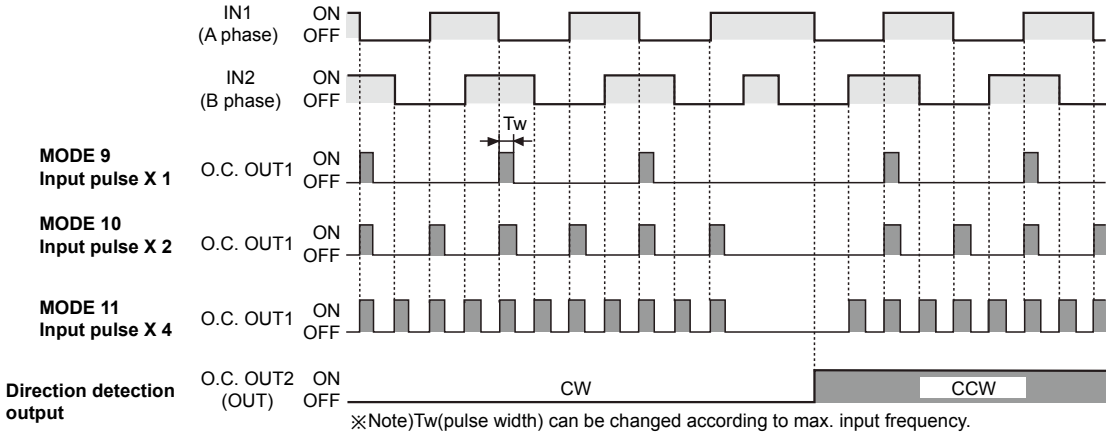 IN1 ON
(A phase) OFF
IN2 ON
(B phase) OFF
Tw
MODE 9
Input pulse X 1
O.C. OUT1 ON
OFF
MODE 10
Input pulse X 2
O.C. OUT1 ON
OFF
MODE 11
Input pulse X 4
O.C. OUT1 ON
OFF
Direction detection
output
O.C. OUT2 ON
(OUT) OFF
CW
CCW
※Note)Tw(pulse width) can be changed according to max. input frequency.